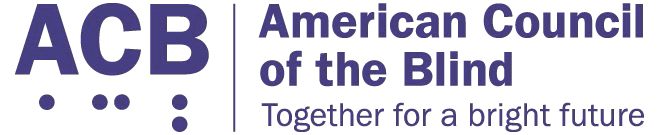 ACB
⠁⠉⠃
American Council
of the Blind
Together for a bright future